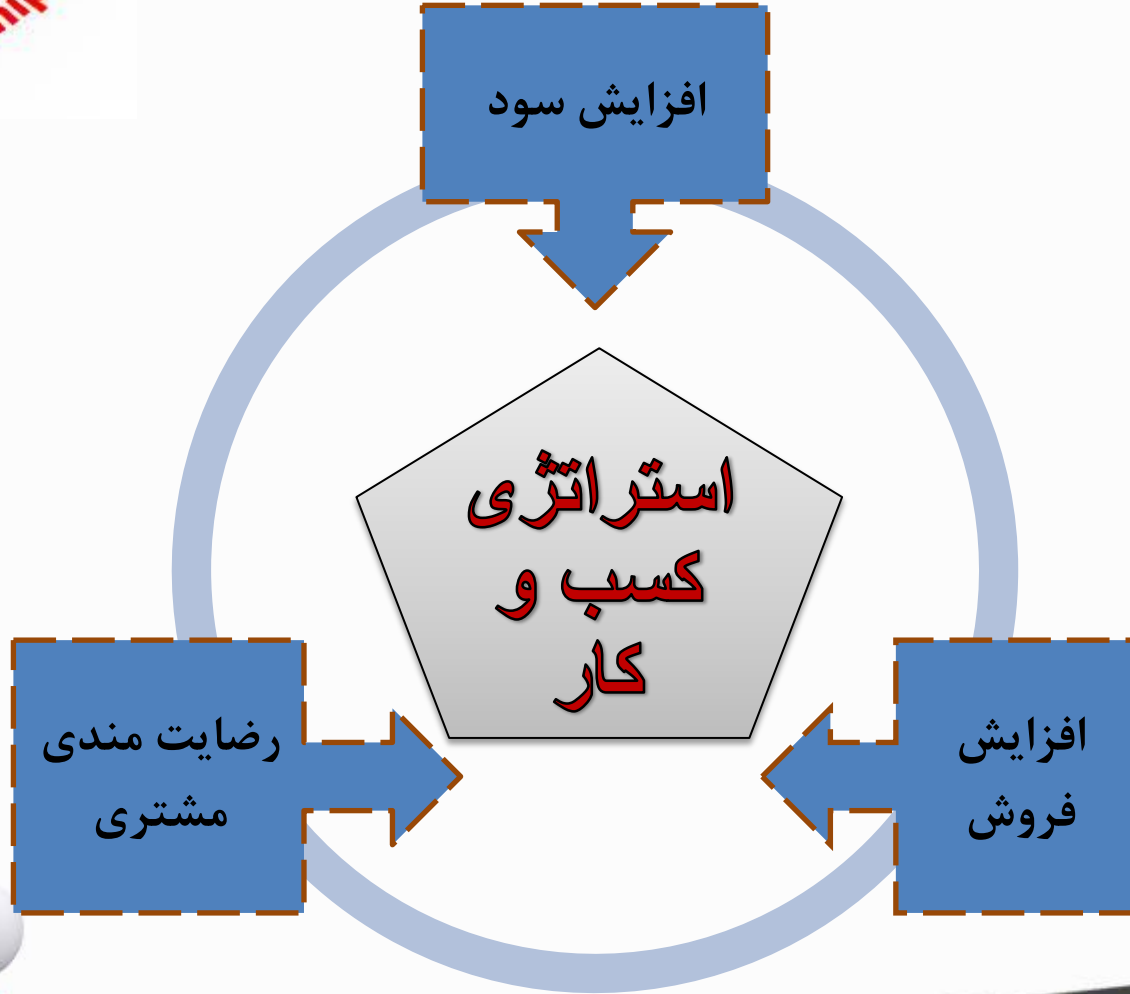 افزایش سود
استراتژی
کسب و
کار
افزایش
فروش
رضایت مندی
مشتری